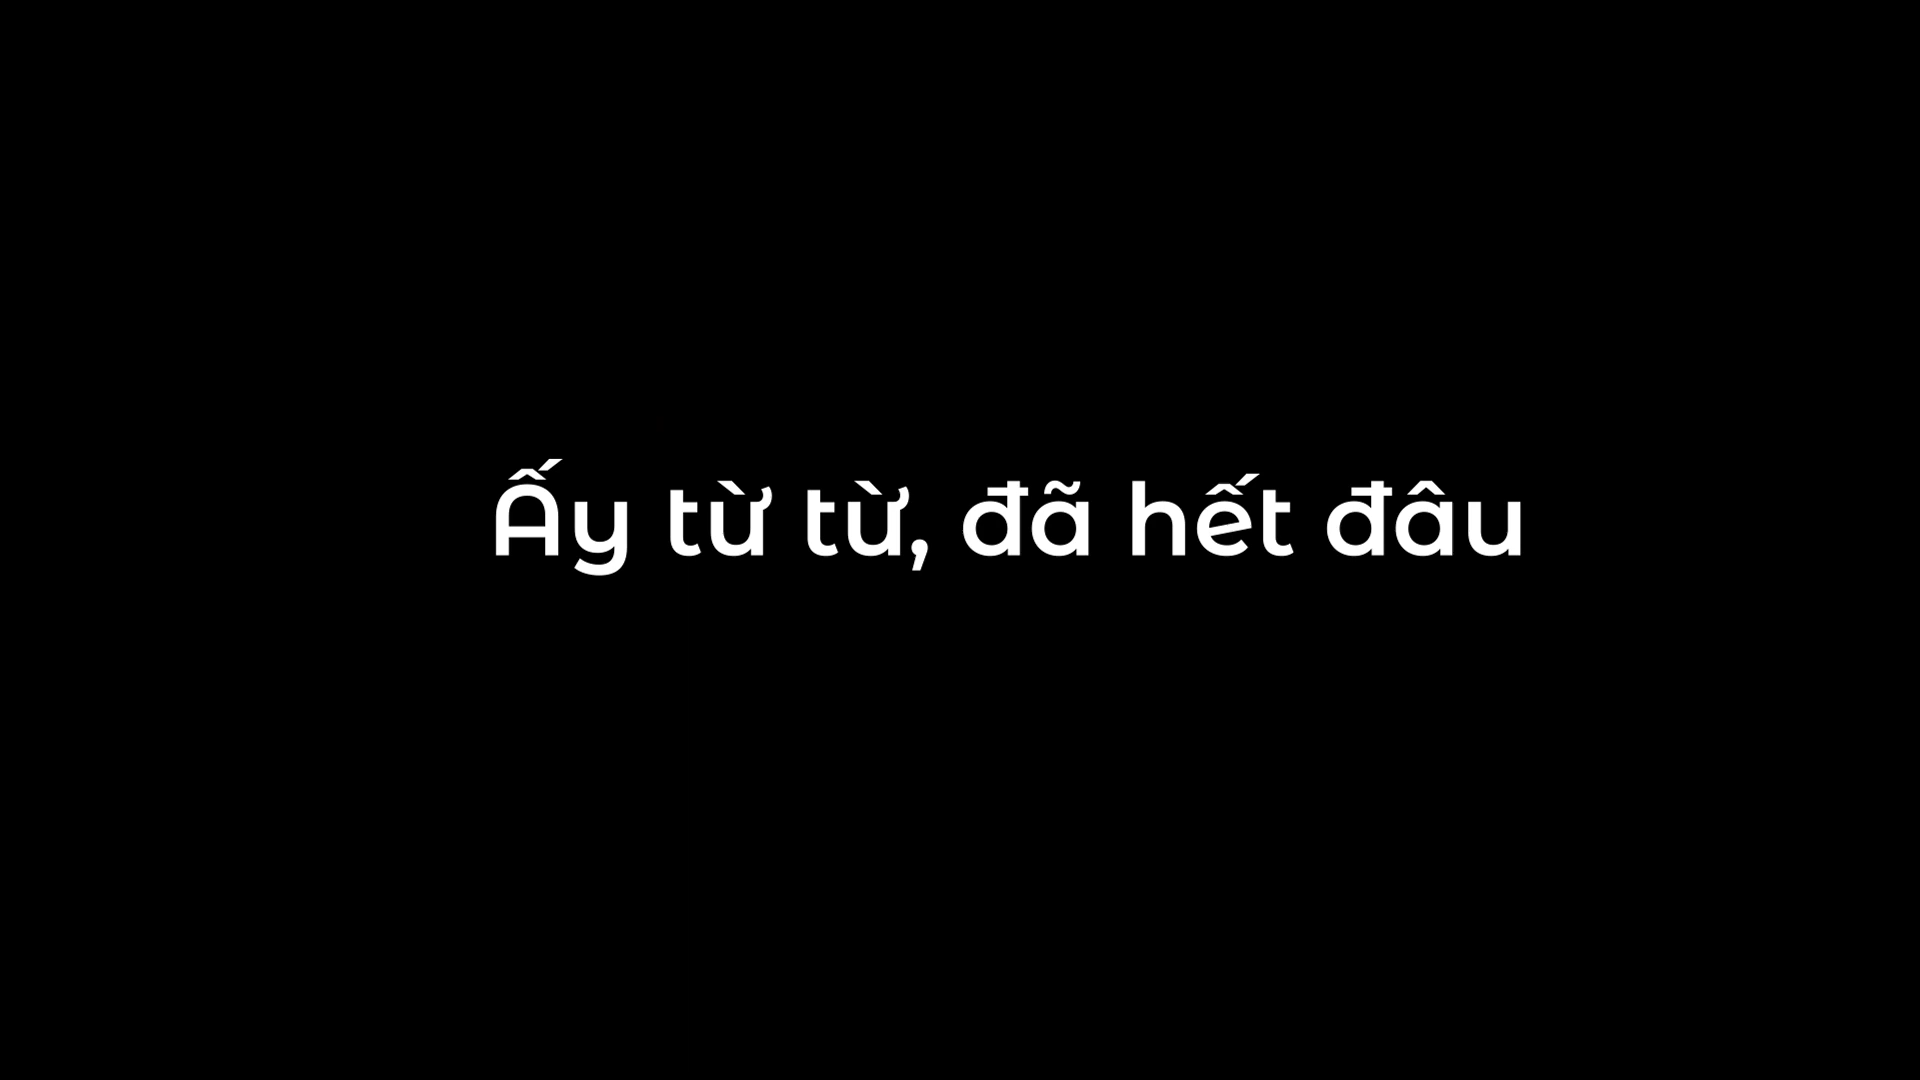 Ấy từ từ, đã hết đâu